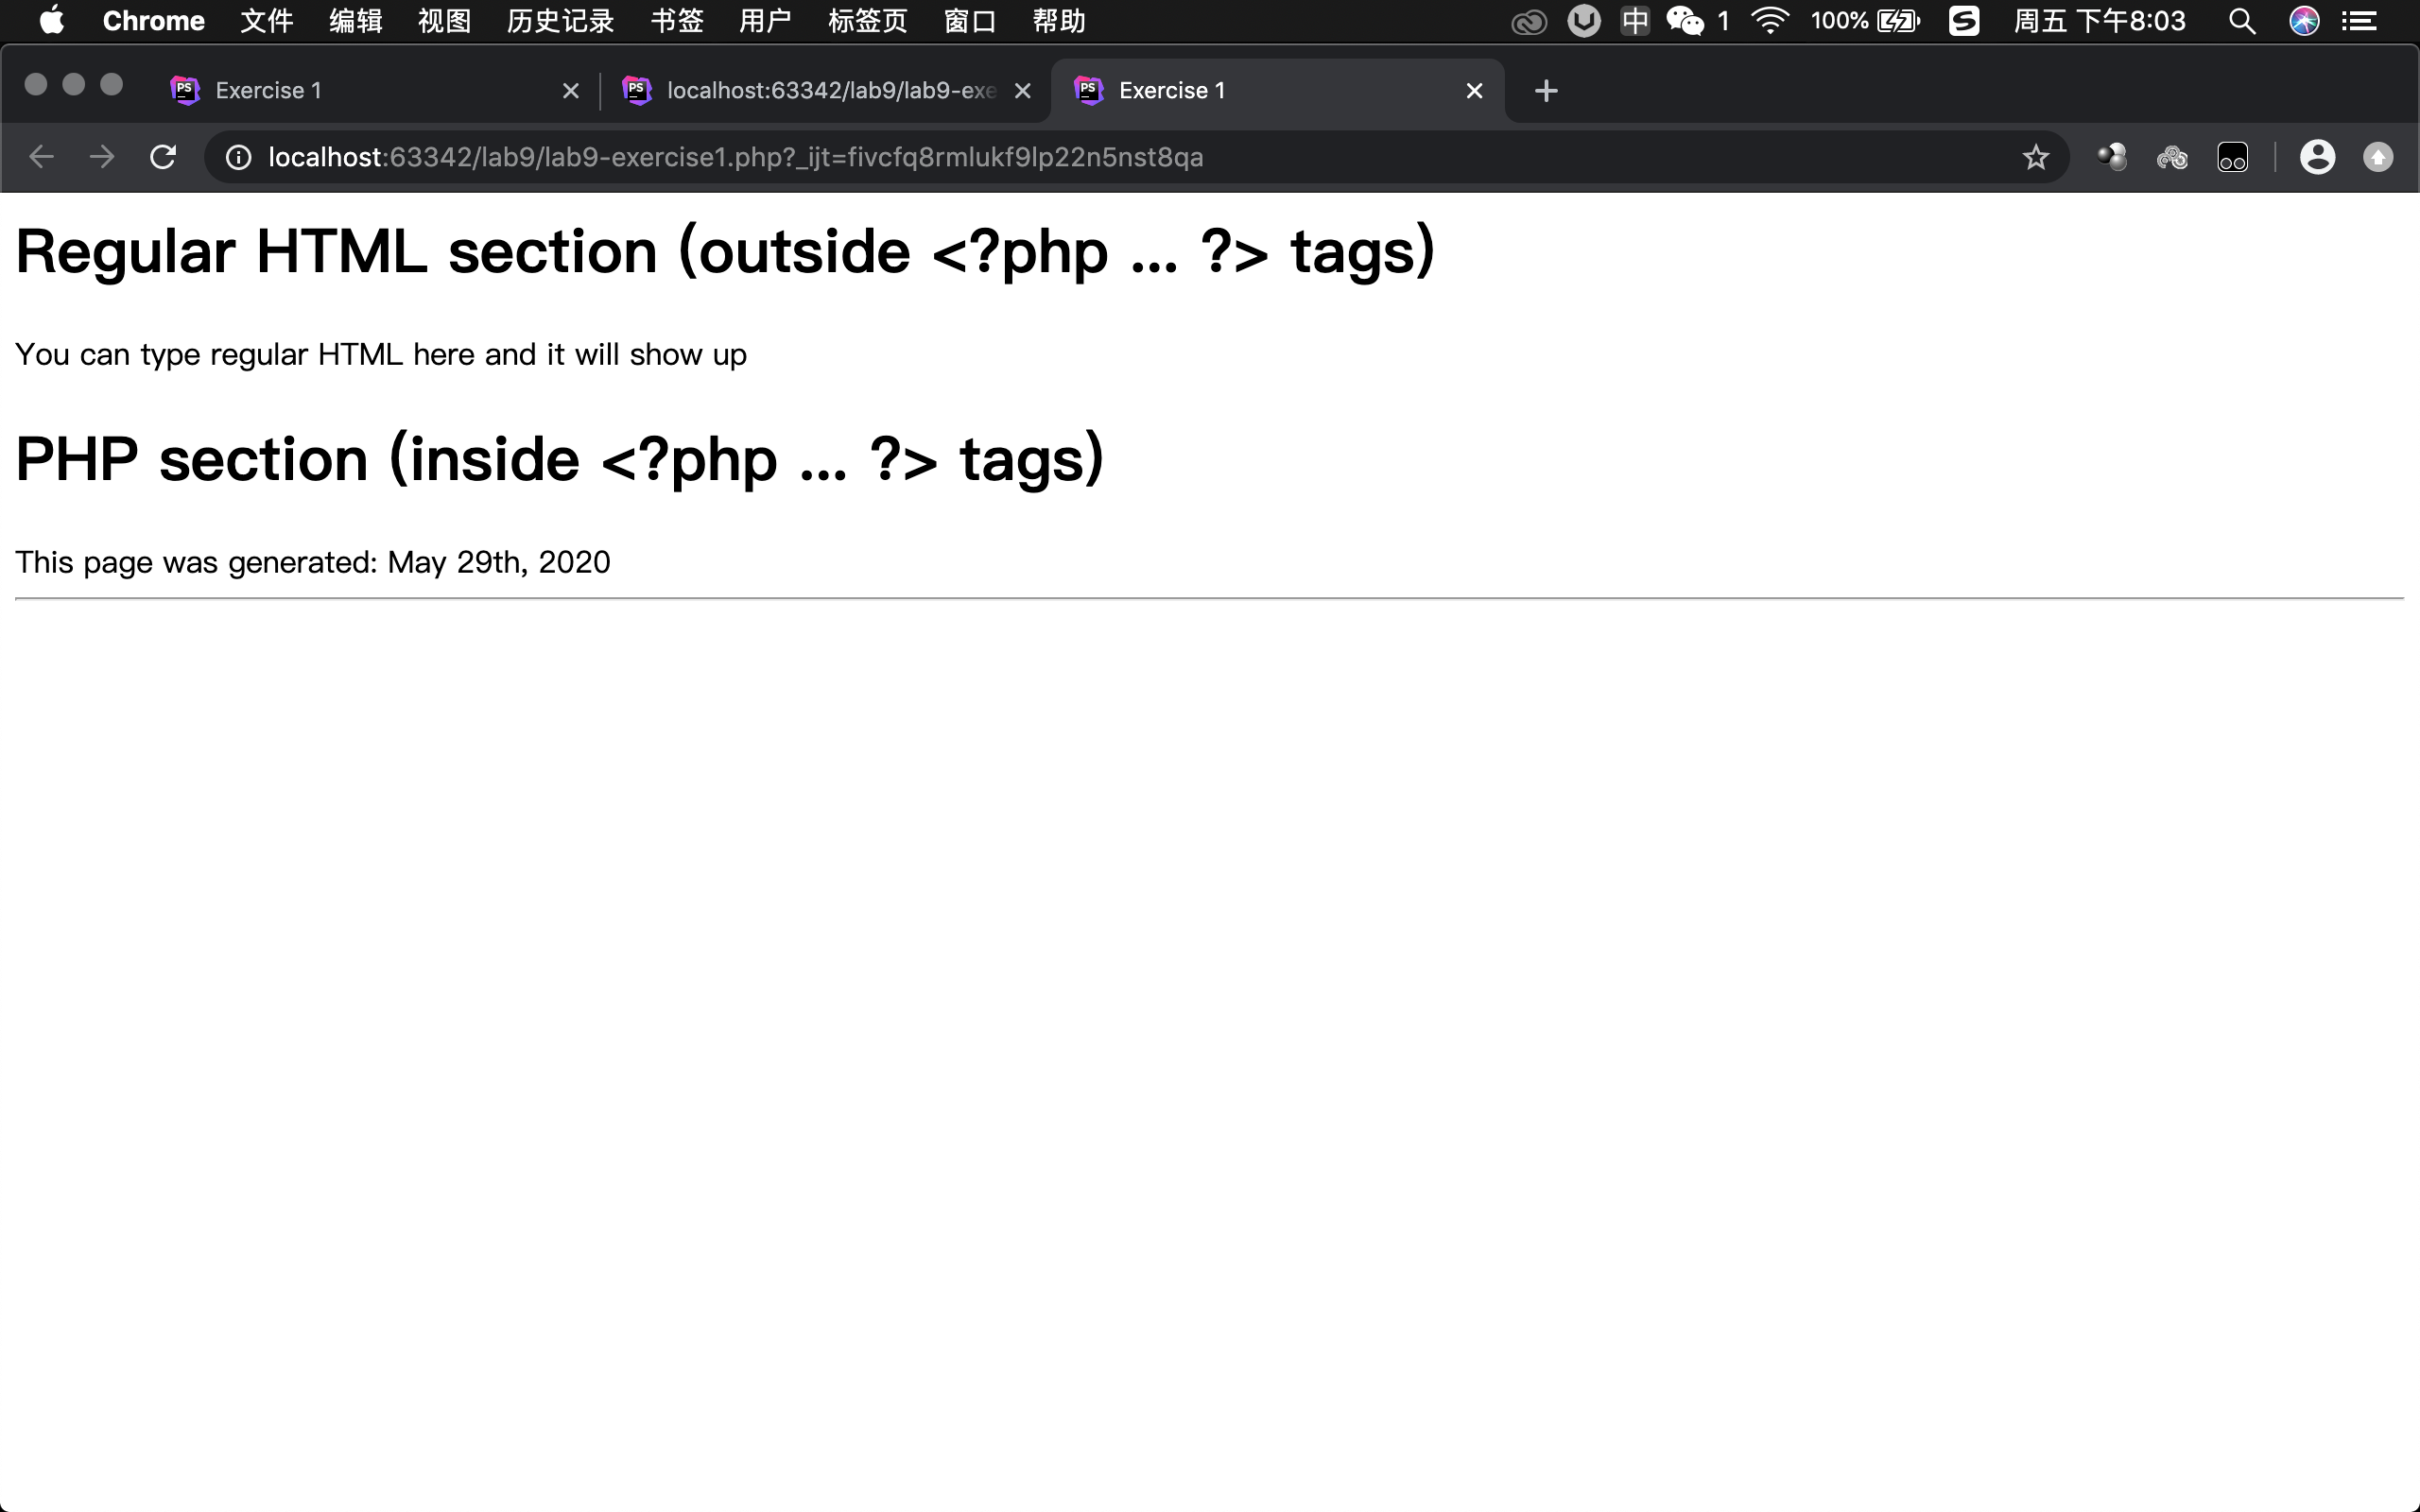 Chrome 文件 编辑 视图 历史记录 书签 用户 标签页 窗口 帮助 中 1 100% 周五 下午8:03
PS Exercise 1 PS localhost:63342/lab9/lab9-exe PS Exercise 1
localhost:63342/lab9/lab9-exercise1.php?_ijt=fivcfq8rmlukf9lp22n5nst8qa
Regular HTML section (outside <?php ... ?> tags)
You can type regular HTML here and it will show up
PHP section (inside <?php ... ?> tags)
This page was generated: May 29th, 2020